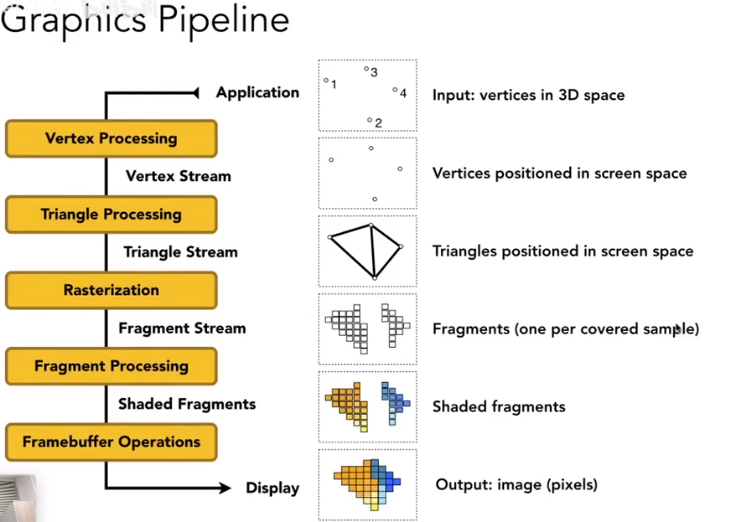 Graphics Pipeline
Application
1
3
4
2
Input: vertices in 3D space
Vertex Processing
Vertex Stream
Vertices positioned in screen space
Triangle Processing
Triangle Stream
Triangles positioned in screen space
Rasterization
Fragment Stream
Fragments (one per covered sample)
Fragment Processing
Shaded Fragments
Shaded fragments
Framebuffer Operations
Display
Output: image (pixels)